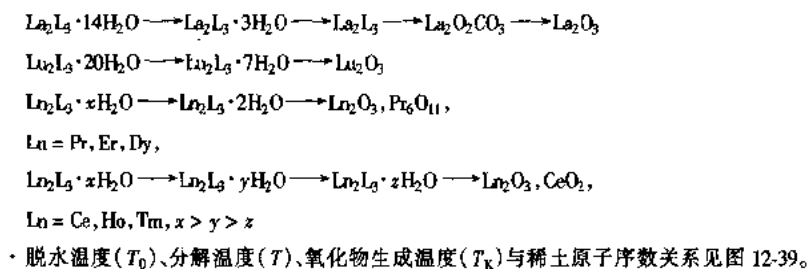 La₂L₃·14H₂O→La₂L₃·3H₂O→La₂L₃→La₂O₂CO₃→La₂O₃
Lu₂L₃·20H₂O→Lu₂L₃·7H₂O→Lu₂O₃
Ln₂L₃·xH₂O→Ln₂L₃·2H₂O→Ln₂O₃,Pr₆O₁₁,
Ln = Pr,Er,Dy,
Ln₂L₃·xH₂O→Ln₂L₃·yH₂O→Ln₂L₃·zH₂O→Ln₂O₃,CeO₂,
Ln = Ce,Ho,Tm,x > y > z
·脱水温度(T₀)、分解温度(T)、氧化物生成温度(T_K)与稀土原子序数关系见图 12-39。